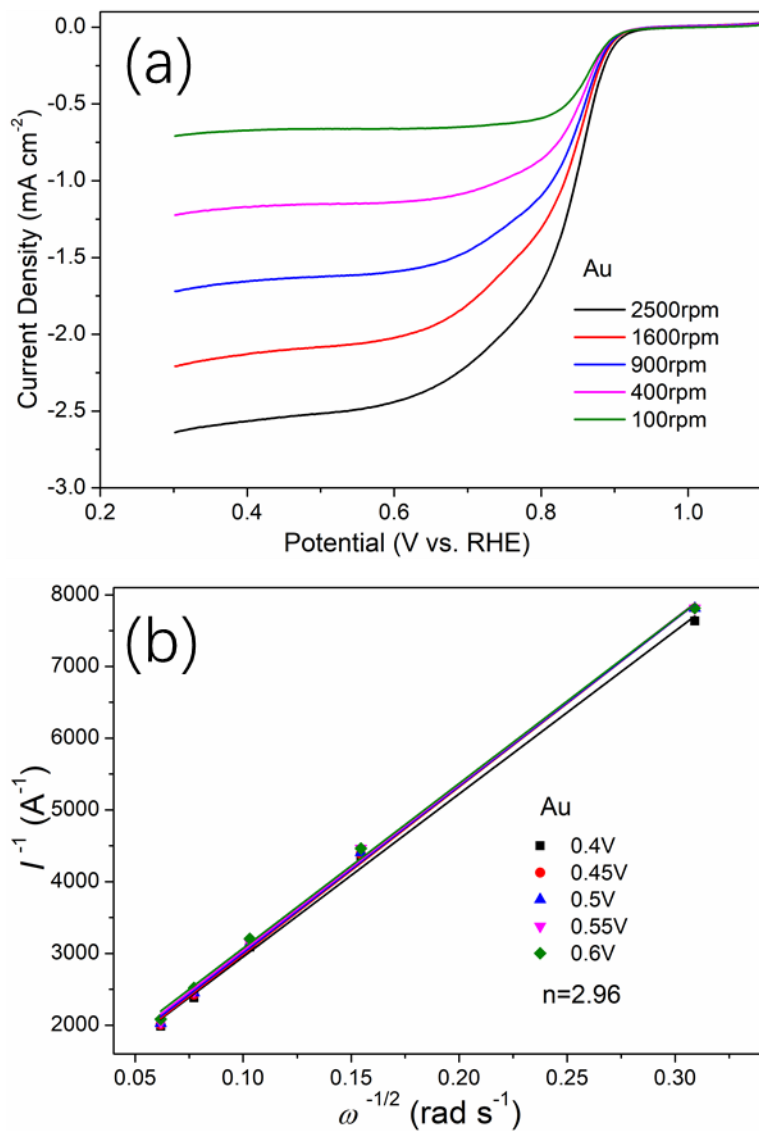 (a)
0.0
-0.5
-1.0
-1.5
-2.0
-2.5
-3.0
Current Density (mA cm⁻²)
Au
2500rpm
1600rpm
900rpm
400rpm
100rpm
0.2 0.4 0.6 0.8 1.0
Potential (V vs. RHE)
(b)
8000
7000
6000
5000
4000
3000
2000
I⁻¹ (A⁻¹)
Au
0.4V
0.45V
0.5V
0.55V
0.6V
n=2.96
0.05 0.10 0.15 0.20 0.25 0.30
ω⁻¹/² (rad s⁻¹)